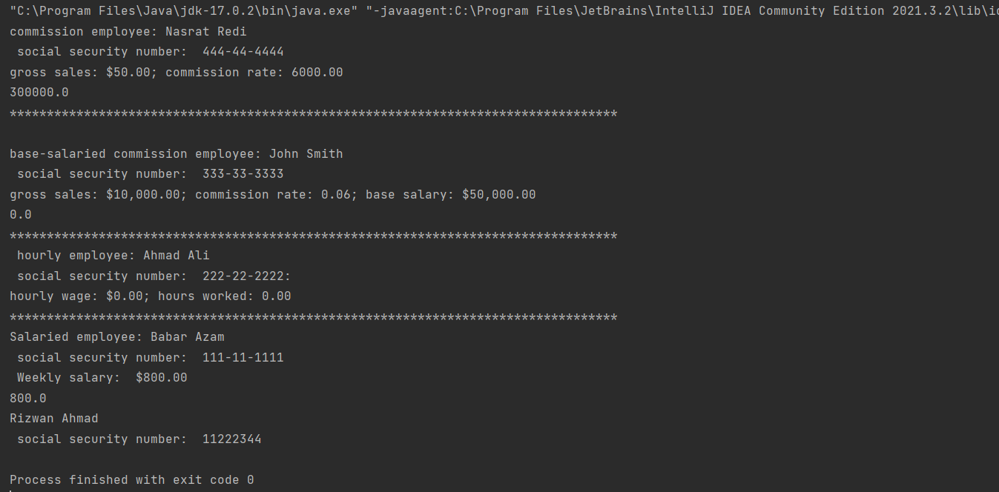 "C:\Program Files\Java\jdk-17.0.2\bin\java.exe" "-javaagent:C:\Program Files\JetBrains\IntelliJ IDEA Community Edition 2021.3.2\lib\
commission employee: Nasrat Redi
social security number:  444-44-4444
gross sales: $50.00; commission rate: 6000.00
300000.0
**********************************************************************************
base-salaried commission employee: John Smith
social security number:  333-33-3333
gross sales: $10,000.00; commission rate: 0.06; base salary: $50,000.00
0.0
**********************************************************************************
hourly employee: Ahmad Ali
social security number:  222-22-2222:
hourly wage: $0.00; hours worked: 0.00
**********************************************************************************
Salaried employee: Babar Azam
social security number:  111-11-1111
Weekly salary:  $800.00
800.0
Rizwan Ahmad
social security number:  11222344
Process finished with exit code 0